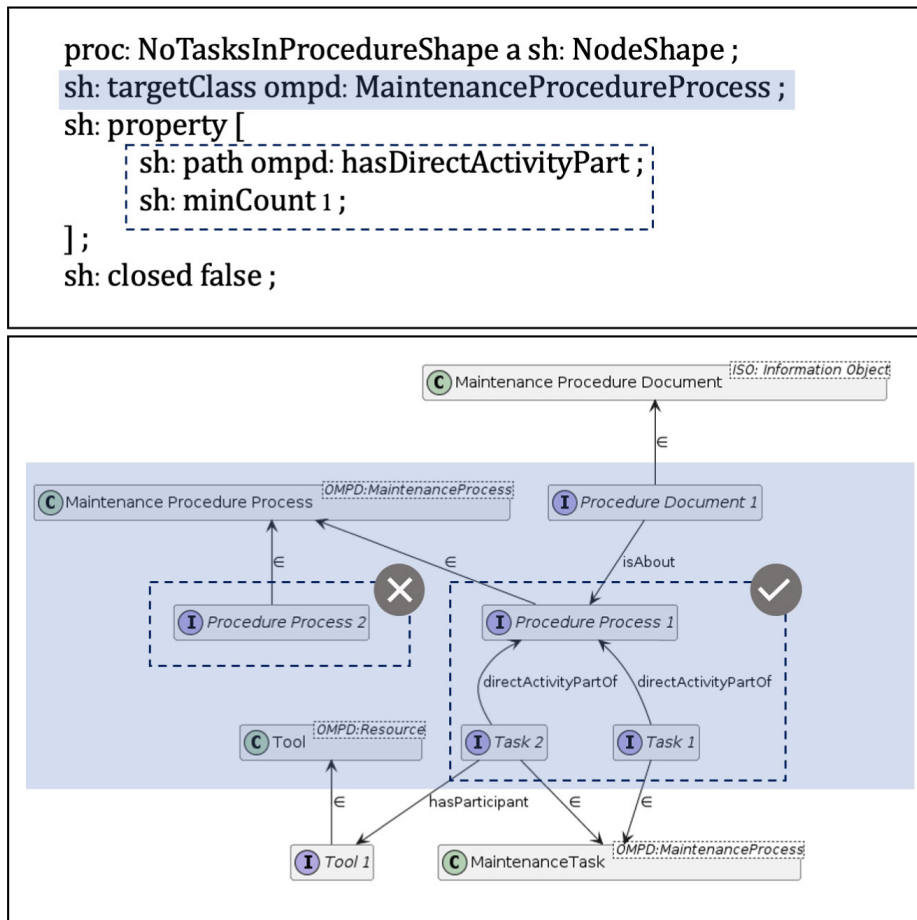 proc: NoTasksInProcedureShape a sh: NodeShape ;
sh: targetClass ompd: MaintenanceProcedureProcess ;
sh: property [
sh: path ompd: hasDirectActivityPart ;
sh: minCount 1 ;
] ;
sh: closed false ;
C Maintenance Procedure Document ISO: Information Object
∈
C Maintenance Procedure Process OMPD:MaintenanceProcess
I Procedure Document 1
∈
∈
isAbout
I Procedure Process 2
I Procedure Process 1
directActivityPartOf
directActivityPartOf
C Tool OMPD:Resource
I Task 2
I Task 1
∈
hasParticipant
∈
∈
I Tool 1
C MaintenanceTask OMPD:MaintenanceProcess